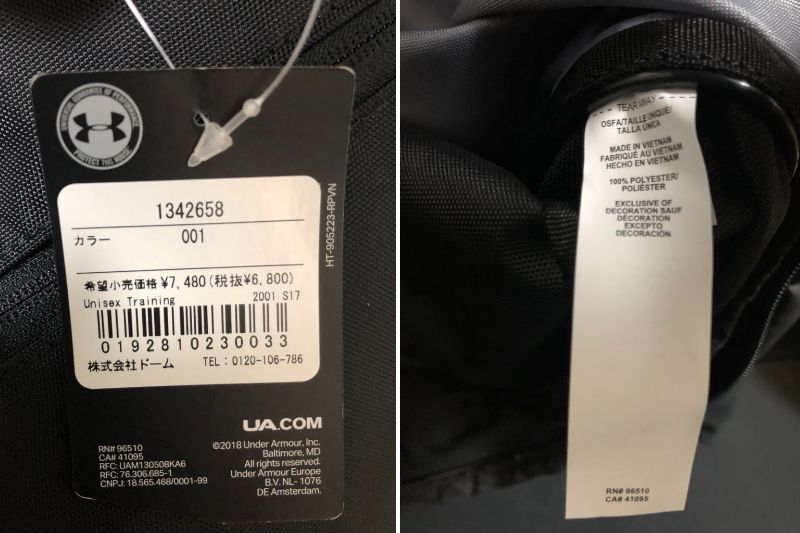 UNIVERSAL GUARANTEE OF PERFORMANCE
PROTECT THIS HOUSE
1342658
カラー 001
希望小売価格 ¥7,480(税抜¥6,800)
Unisex Training 2001 S17
0192810230033
株式会社ドーム TEL:0120-106-786
HT-905223-RPVN
UA.COM
RN# 96510
CA# 41095
RFC: UAM130508KA6
RFC: 76.306.685-1
CNPJ: 18.565.468/0001-99
©2018 Under Armour, Inc.
Baltimore, MD
All rights reserved.
Under Armour Europe
B.V. NL- 1076
DE Amsterdam.
TEAR AWAY
OSFA/TAILLE UNIQUE/
TALLA ÚNICA
MADE IN VIETNAM
FABRIQUÉ AU VIETNAM
HECHO EN VIETNAM
100% POLYESTER/
POLIÉSTER
EXCLUSIVE OF
DECORATION SAUF
DÉCORATION
EXCEPTO
DECORACIÓN
RN# 96510
CA# 41095